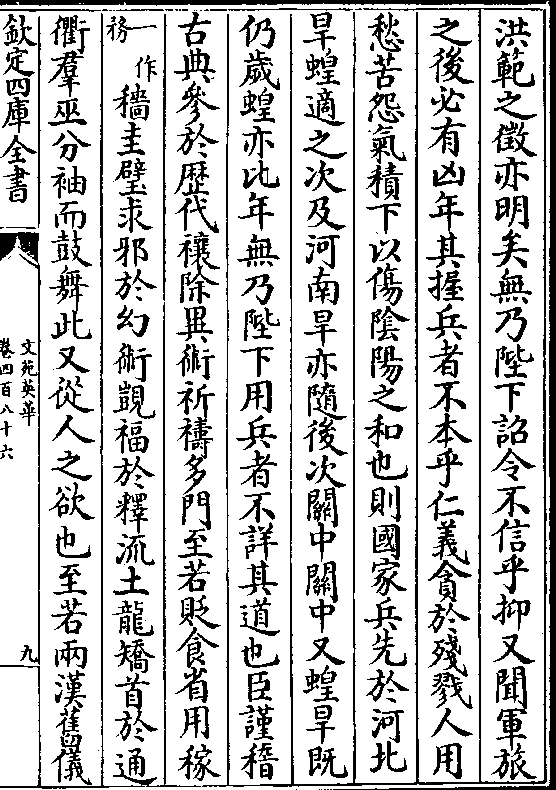 洪範之徴亦明矣無乃陛下詔令不信乎抑又聞軍旅
之後必有凶年其握兵者不本乎仁義貪於殘戮人用
愁苦怨氣積下以傷陰陽之和也則國家兵先於河北
旱蝗適之次及河南旱亦隨後次關中關中又蝗旱既
仍歲蝗亦比年無乃陛下用兵者不詳其道也臣謹稽
古典參於歴代禳除異術祈禱多門至若貶食省用稼
一作務穡圭璧求邪於幻術覬福於釋流土龍矯首於通
衢羣巫分袖而鼓舞此又從人之欲也至若兩漢舊儀
欽定四庫全書
文苑英華
卷四百八十六
九